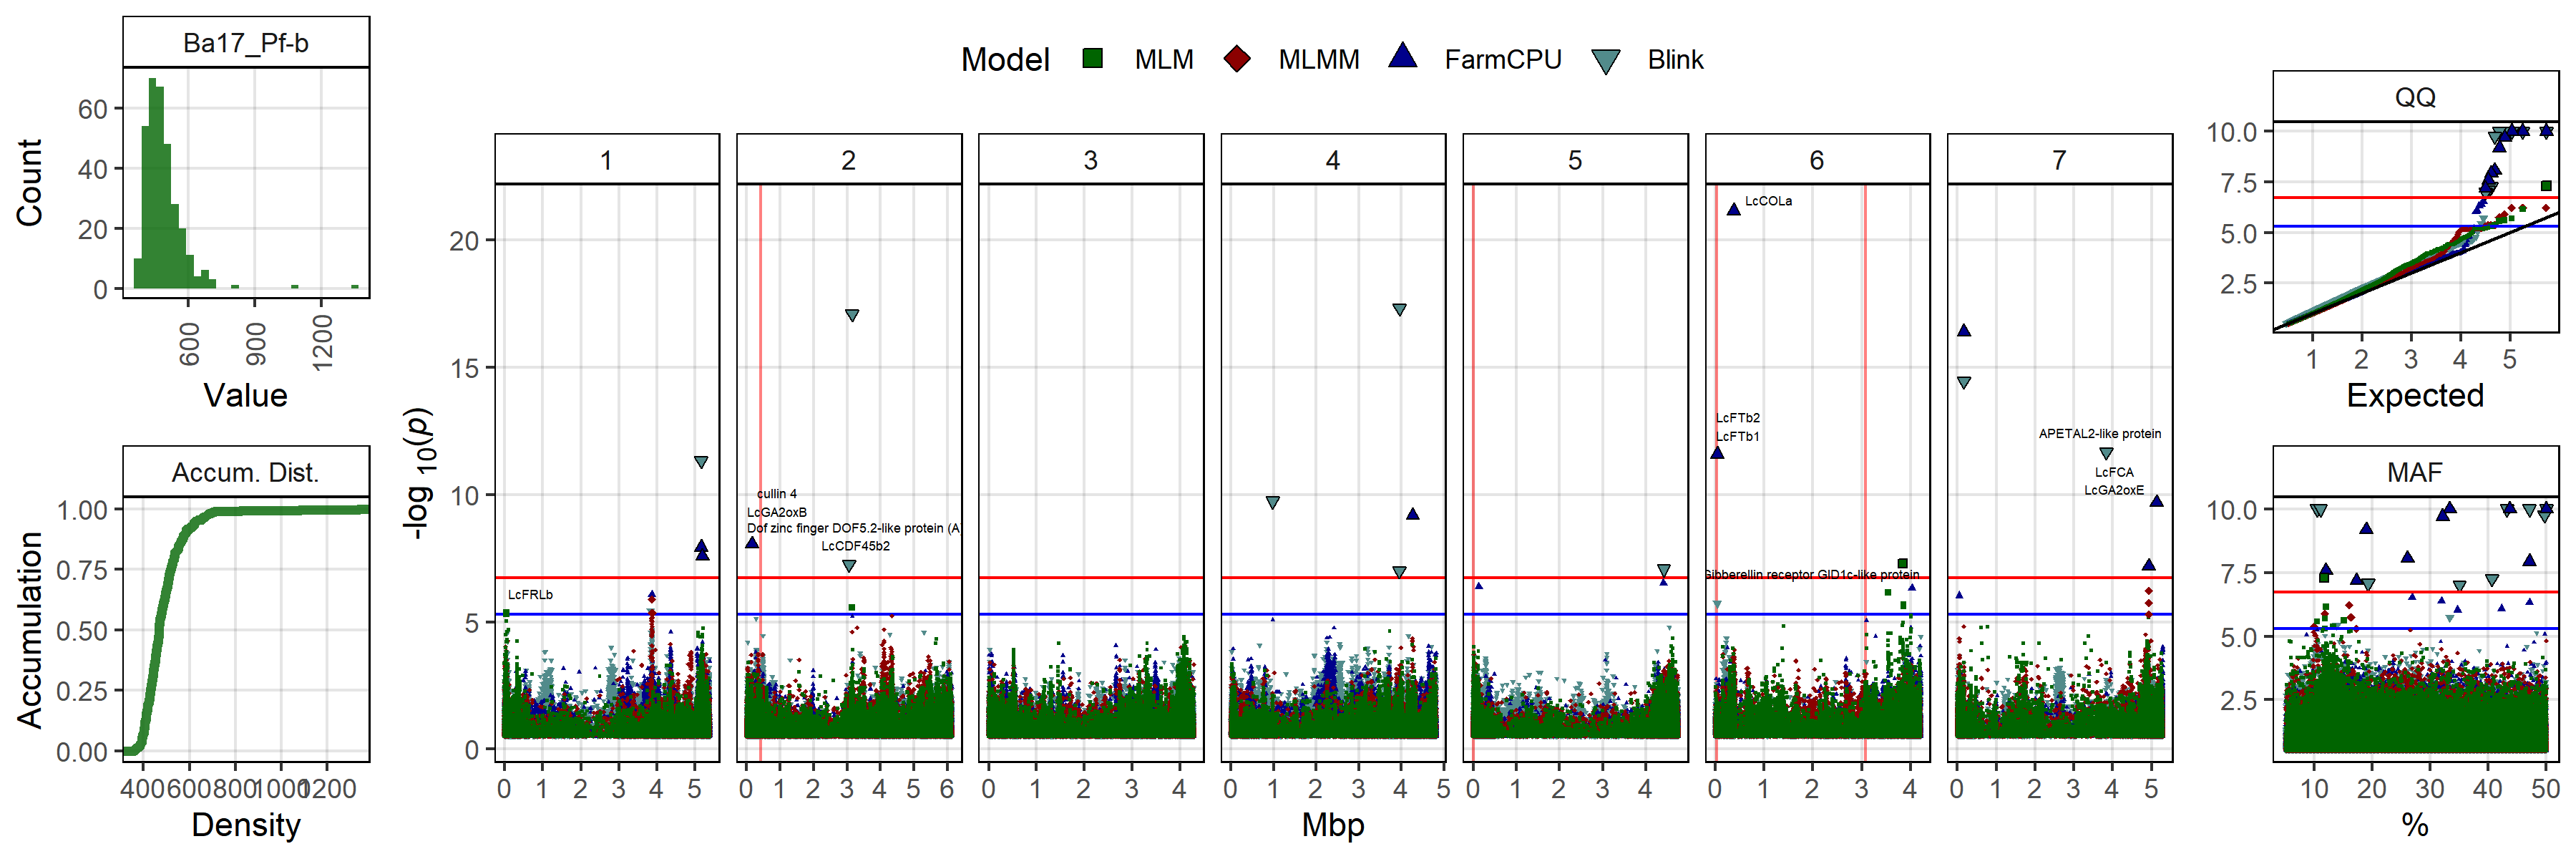 Ba17_Pf-b
Count
60
40
20
0
600
900
1200
Value
Accum. Dist.
Accumulation
1.00
0.75
0.50
0.25
0.00
400
600
800
1000
1200
Density
Model MLM MLMM FarmCPU Blink
1 2 3 4 5 6 7
-log 10(p)
20
15
10
5
0
LcFRLb
cullin 4
LcGA2oxB
Dof zinc finger DOF5.2-like protein (A
LcCDF45b2
LcCOLa
LcFTb2
LcFTb1
Gibberellin receptor GID1c-like protein
APETAL2-like protein
LcFCA
LcGA2oxE
0 1 2 3 4 5
0 1 2 3 4 5 6
0 1 2 3 4
0 1 2 3 4 5
0 1 2 3 4
0 1 2 3 4
0 1 2 3 4 5
Mbp
QQ
10.0
7.5
5.0
2.5
1 2 3 4 5
Expected
MAF
10.0
7.5
5.0
2.5
10 20 30 40 50
%